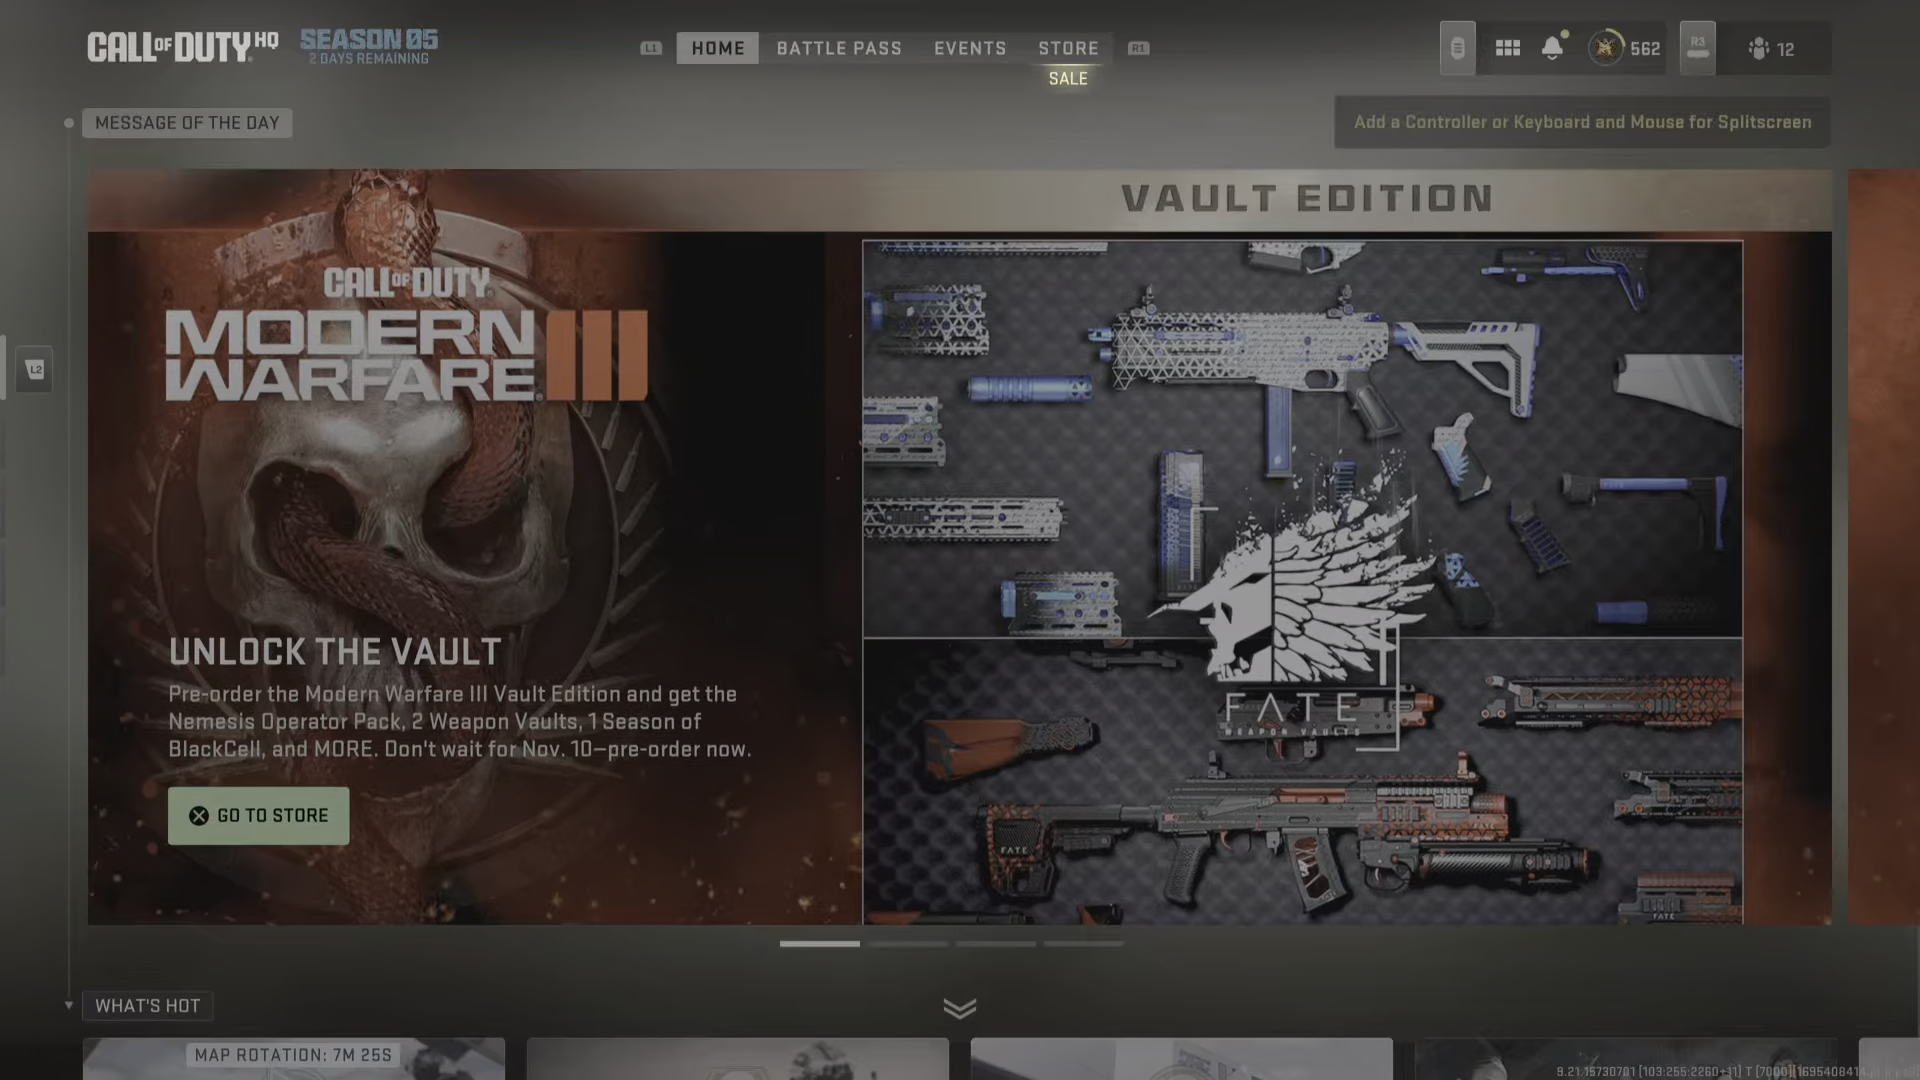 CALL OF DUTY HQ
SEASON 05
2 DAYS REMAINING
L1
HOME
BATTLE PASS
EVENTS
STORE
R1
SALE
562
R3
12
MESSAGE OF THE DAY
Add a Controller or Keyboard and Mouse for Splitscreen
VAULT EDITION
CALL OF DUTY
MODERN
WARFARE III
L2
UNLOCK THE VAULT
Pre-order the Modern Warfare III Vault Edition and get the
Nemesis Operator Pack, 2 Weapon Vaults, 1 Season of
BlackCell, and MORE. Don't wait for Nov. 10—pre-order now.
GO TO STORE
FATE
WEAPON VAULTS
FATE
FATE
FATE
WHAT'S HOT
MAP ROTATION: 7M 25S